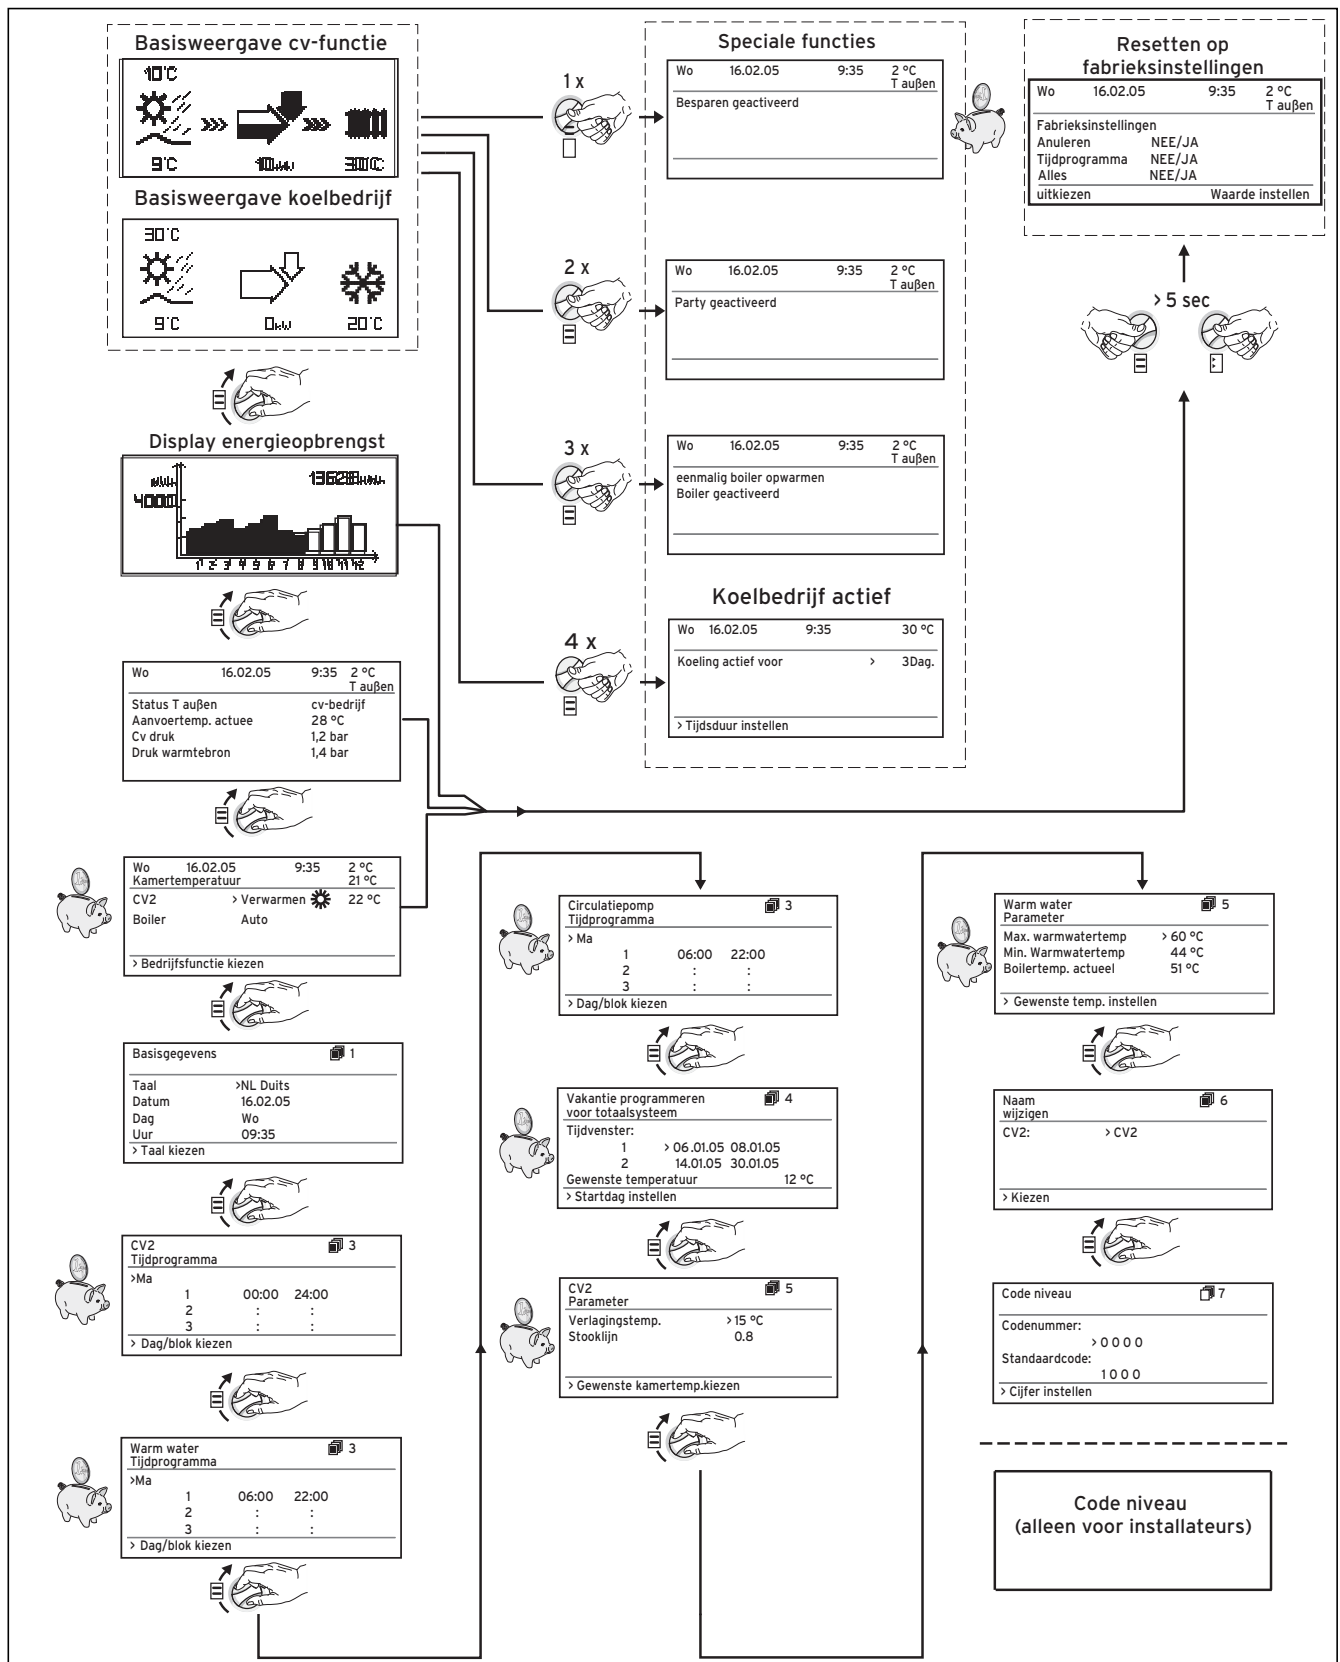 Basisweergave cv-functie
10°C
9°C 10kW 30°C
Basisweergave koelbedrijf
30°C
9°C 0kW 20°C
Display energieopbrengst
kWh
4000
1 2 3 4 5 6 7 8 9 10 11 12
Wo 16.02.05 9:35 2 °C
T außen
Status T außen cv-bedrijf
Aanvoertemp. actuee 28 °C
Cv druk 1,2 bar
Druk warmtebron 1,4 bar
Wo 16.02.05 9:35 2 °C
Kamertemperatuur 21 °C
CV2 > Verwarmen 22 °C
Boiler Auto
> Bedrijfsfunctie kiezen
Basisgegevens 1
Taal >NL Duits
Datum 16.02.05
Dag Wo
Uur 09:35
> Taal kiezen
CV2 3
Tijdprogramma
>Ma
1 00:00 24:00
2 : :
3 : :
> Dag/blok kiezen
Warm water 3
Tijdprogramma
>Ma
1 06:00 22:00
2 : :
3 : :
> Dag/blok kiezen
1 x
2 x
3 x
4 x
Speciale functies
Wo 16.02.05 9:35 2 °C
T außen
Besparen geactiveerd
Wo 16.02.05 9:35 2 °C
T außen
Party geactiveerd
Wo 16.02.05 9:35 2 °C
T außen
eenmalig boiler opwarmen
Boiler geactiveerd
Koelbedrijf actief
Wo 16.02.05 9:35 30 °C
Koeling actief voor > 3Dag.
> Tijdsduur instellen
Resetten op
fabrieksinstellingen
Wo 16.02.05 9:35 2 °C
T außen
Fabrieksinstellingen
Anuleren NEE/JA
Tijdprogramma NEE/JA
Alles NEE/JA
uitkiezen Waarde instellen
> 5 sec
Circulatiepomp 3
Tijdprogramma
> Ma
1 06:00 22:00
2 : :
3 : :
> Dag/blok kiezen
Vakantie programmeren 4
voor totaalsysteem
Tijdvenster:
1 > 06.01.05 08.01.05
2 14.01.05 30.01.05
Gewenste temperatuur 12 °C
> Startdag instellen
CV2 5
Parameter
Verlagingstemp. > 15 °C
Stooklijn 0.8
> Gewenste kamertemp.kiezen
Warm water 5
Parameter
Max. warmwatertemp > 60 °C
Min. Warmwatertemp 44 °C
Boilertemp. actueel 51 °C
> Gewenste temp. instellen
Naam 6
wijzigen
CV2: > CV2
> Kiezen
Code niveau 7
Codenummer:
> 0 0 0 0
Standaardcode:
1 0 0 0
> Cijfer instellen
Code niveau
(alleen voor installateurs)